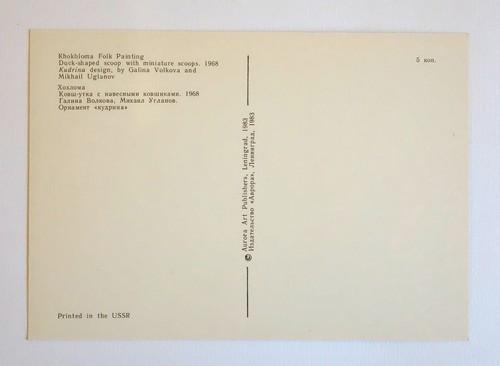 Khokhloma Folk Painting
Duck-shaped scoop with miniature scoops. 1968
Kudrina design, by Galina Volkova and
Mikhail Uglanov
Хохлома
Ковш-утка с навесными ковшиками. 1968
Галина Волкова, Михаил Угланов.
Орнамент «кудрина»
5 коп.
© Aurora Art Publishers, Leningrad, 1983
Издательство «Аврора», Ленинград, 1983
Printed in the USSR